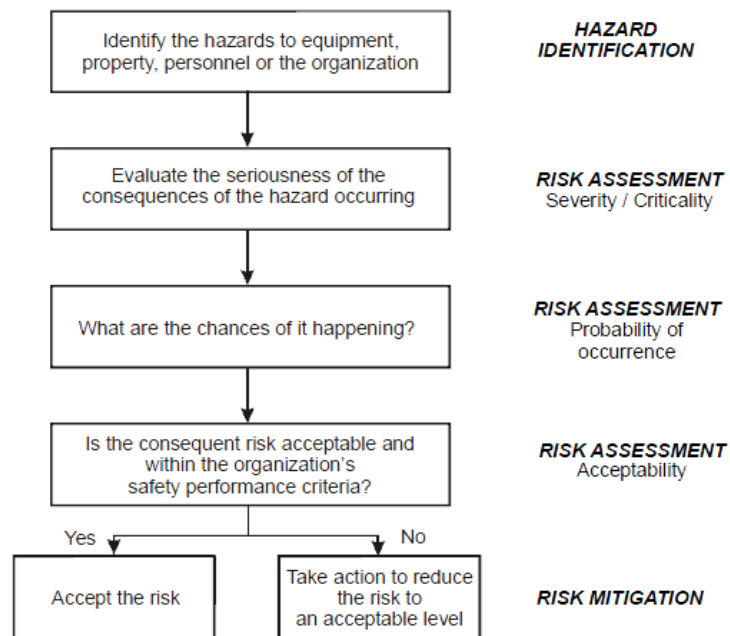 Identify the hazards to equipment,
property, personnel or the organization
HAZARD
IDENTIFICATION
Evaluate the seriousness of the
consequences of the hazard occurring
RISK ASSESSMENT
Severity / Criticality
What are the chances of it happening?
RISK ASSESSMENT
Probability of
occurrence
Is the consequent risk acceptable and
within the organization's
safety performance criteria?
RISK ASSESSMENT
Acceptability
Yes
No
Accept the risk
Take action to reduce
the risk to
an acceptable level
RISK MITIGATION